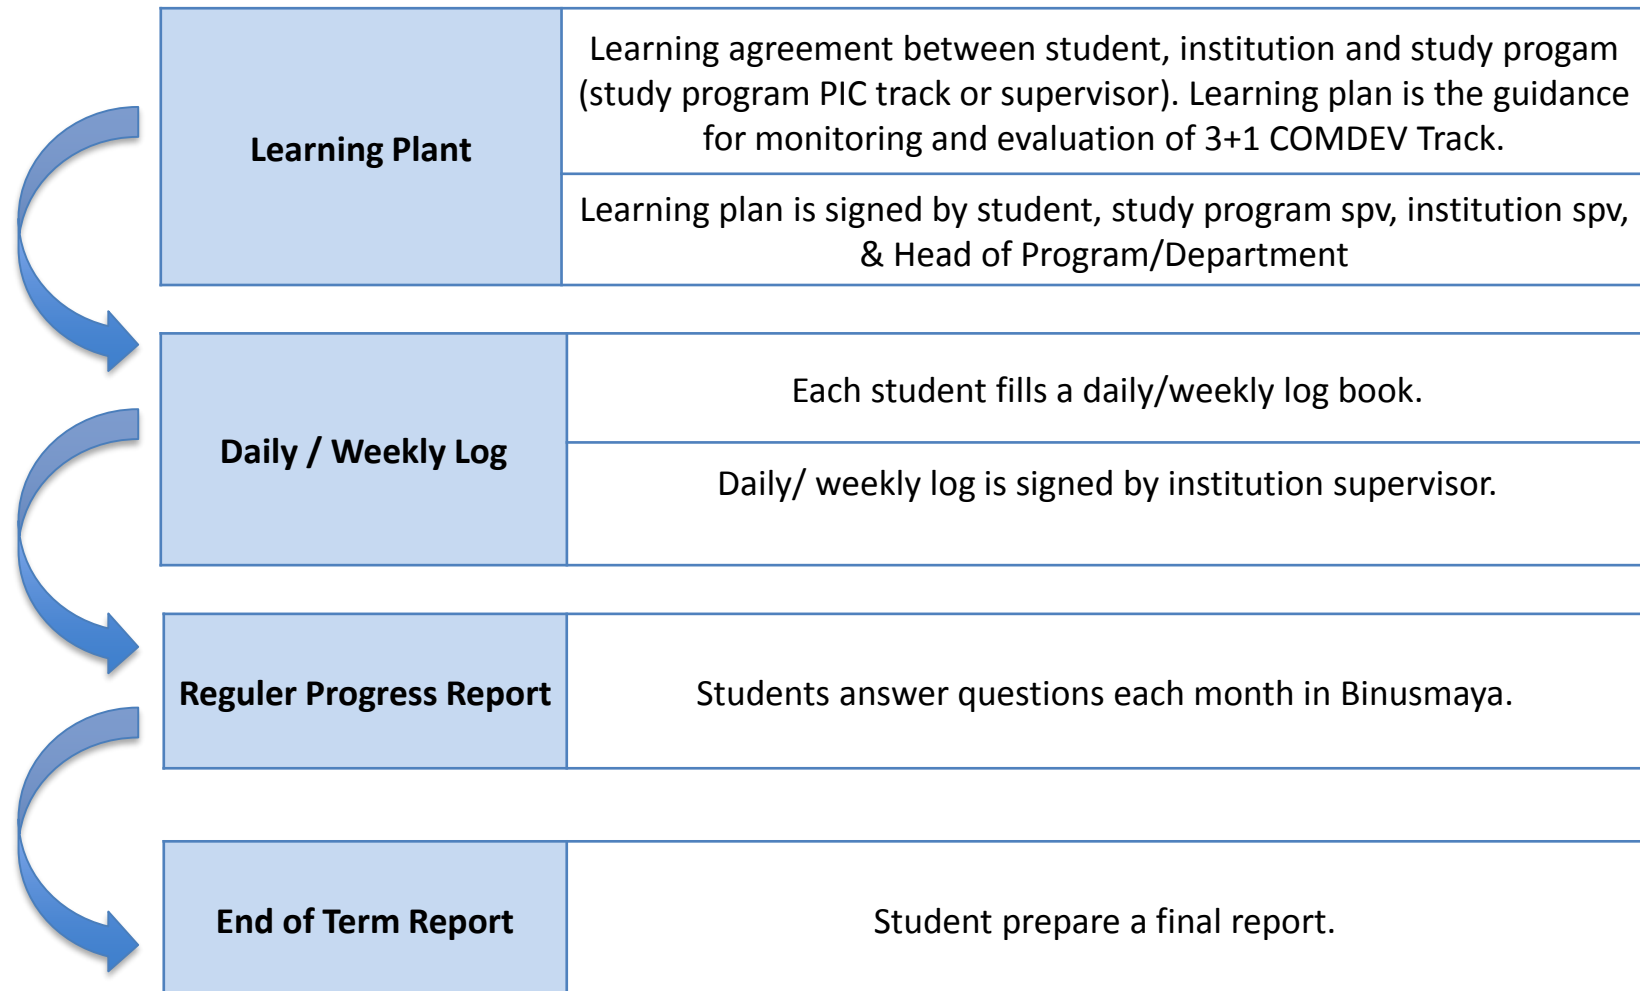 Learning Plant
Learning agreement between student, institution and study progam
(study program PIC track or supervisor). Learning plan is the guidance
for monitoring and evaluation of 3+1 COMDEV Track.
Learning plan is signed by student, study program spv, institution spv,
& Head of Program/Department
Daily / Weekly Log
Each student fills a daily/weekly log book.
Daily/ weekly log is signed by institution supervisor.
Reguler Progress Report
Students answer questions each month in Binusmaya.
End of Term Report
Student prepare a final report.